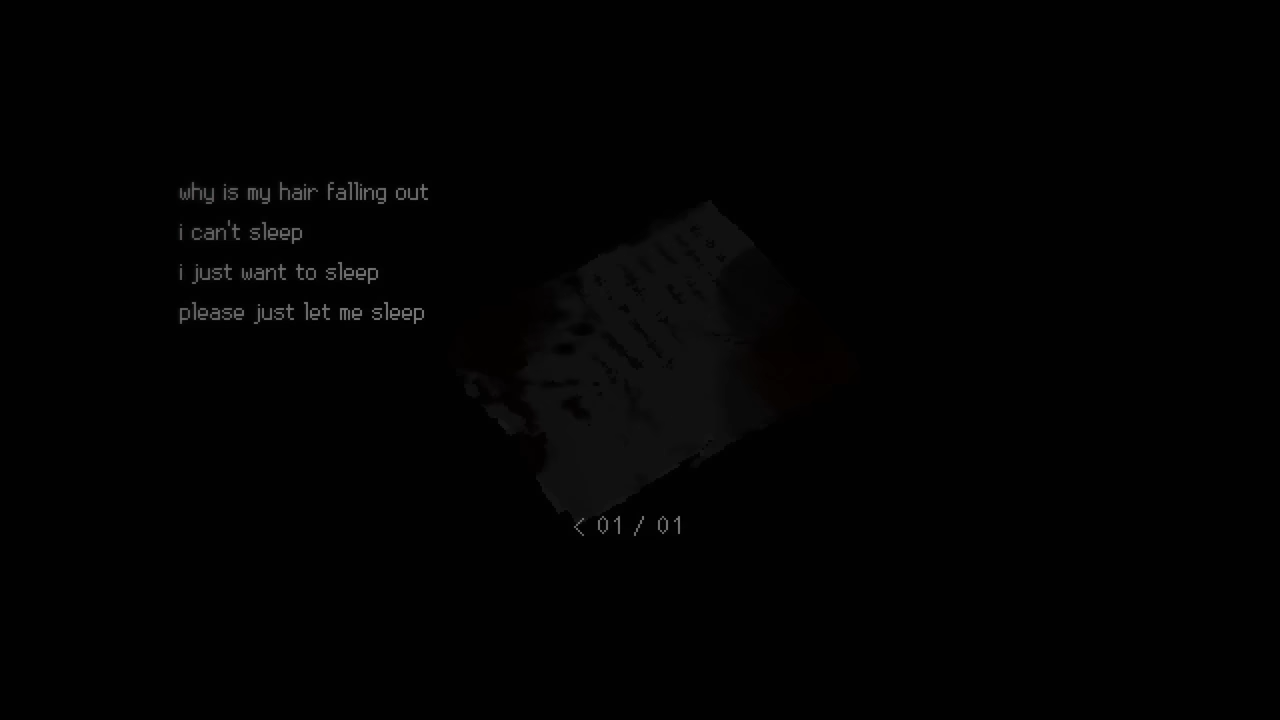 why is my hair falling out
i can't sleep
i just want to sleep
please just let me sleep
< 01 / 01